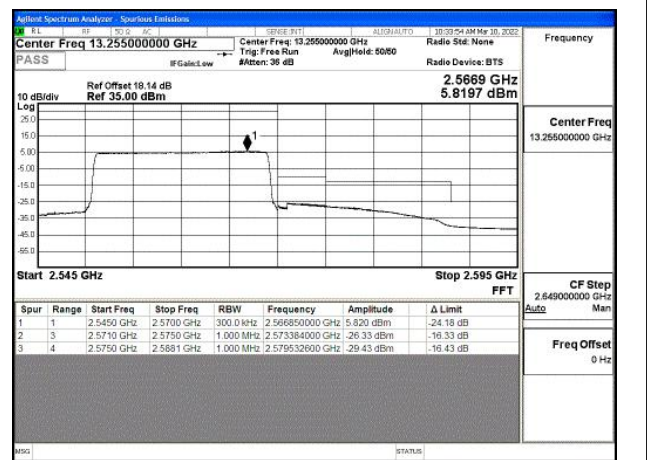 Agilent Spectrum Analyzer - Spurious Emissions
RL RF 50 Ω AC SENSE:INT ALIGNAUTO 10:39:54 AM Mar 10, 2022
Center Freq 13.255000000 GHz
Center Freq: 13.255000000 GHz
Radio Std: None
Frequency
Trig: Free Run Avg|Hold: 50/50
PASS
IFGain:Low
#Atten: 36 dB
Radio Device: BTS
Ref Offset 18.14 dB
2.5669 GHz
10 dB/div
Ref 35.00 dBm
5.8197 dBm
Log
25.0
15.0
5.00
-5.00
-15.0
-25.0
-35.0
-45.0
-55.0
1
Center Freq
13.255000000 GHz
Start 2.545 GHz
Stop 2.595 GHz
FFT
CF Step
2.649000000 GHz
Auto Man
Spur Range Start Freq Stop Freq RBW Frequency Amplitude Δ Limit
1 1 2.5450 GHz 2.5700 GHz 300.0 kHz 2.566850000 GHz 5.820 dBm -24.18 dB
2 3 2.5710 GHz 2.5750 GHz 1.000 MHz 2.573384000 GHz -26.33 dBm -16.33 dB
3 4 2.5750 GHz 2.5881 GHz 1.000 MHz 2.579532600 GHz -29.43 dBm -16.43 dB
Freq Offset
0 Hz
MSG
STATUS